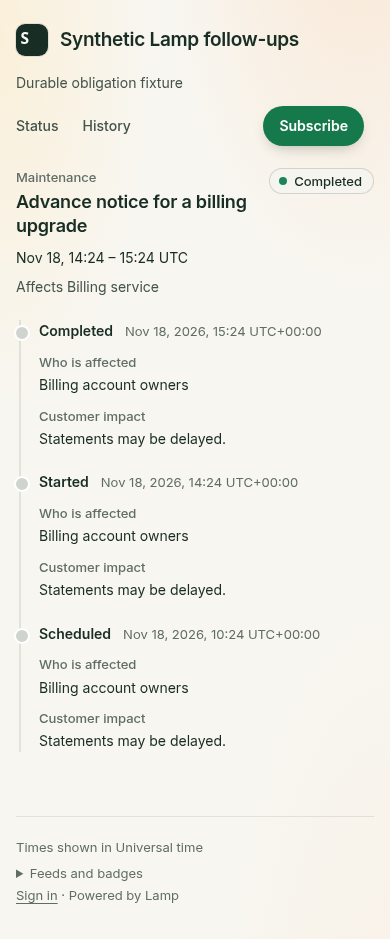 S
Synthetic Lamp follow-ups
Durable obligation fixture
Status
History
Subscribe
Maintenance
Completed
Advance notice for a billing
upgrade
Nov 18, 14:24 – 15:24 UTC
Affects Billing service
Completed Nov 18, 2026, 15:24 UTC+00:00
Who is affected
Billing account owners
Customer impact
Statements may be delayed.
Started Nov 18, 2026, 14:24 UTC+00:00
Who is affected
Billing account owners
Customer impact
Statements may be delayed.
Scheduled Nov 18, 2026, 10:24 UTC+00:00
Who is affected
Billing account owners
Customer impact
Statements may be delayed.
Times shown in Universal time
Feeds and badges
Sign in · Powered by Lamp